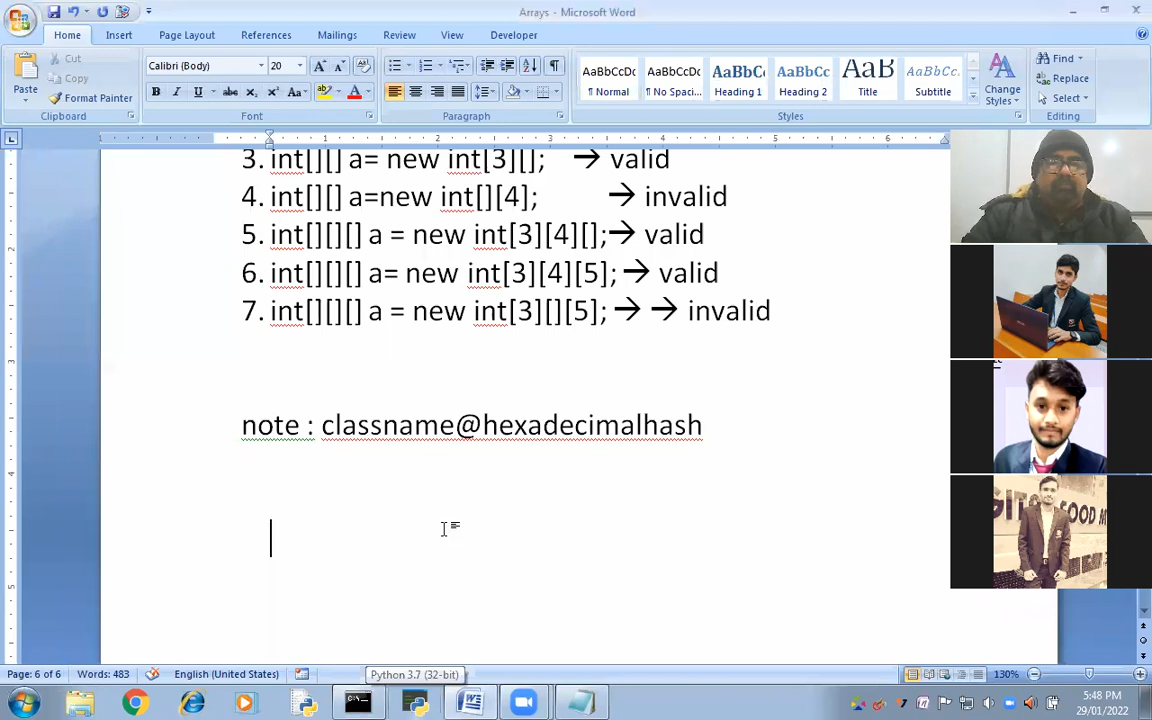 Arrays - Microsoft Word
Home Insert Page Layout References Mailings Review View Developer
Paste
Cut
Copy
Format Painter
Clipboard
Calibri (Body) 20
Font
Paragraph
AaBbCcDc AaBbCcDc AaBbC AaBbCc AaB AaBbCc
¶ Normal ¶ No Spaci... Heading 1 Heading 2 Title Subtitle
Change Styles
Styles
Find
Replace
Select
Editing
3. int[][] a= new int[3][]; → valid
4. int[][] a=new int[][4]; → invalid
5. int[][][] a = new int[3][4][];→ valid
6. int[][][] a= new int[3][4][5]; → valid
7. int[][][] a = new int[3][][5]; → → invalid
note : classname@hexadecimalhash
Page: 6 of 6 Words: 483 English (United States) 130%
Python 3.7 (32-bit)
5:48 PM
29/01/2022